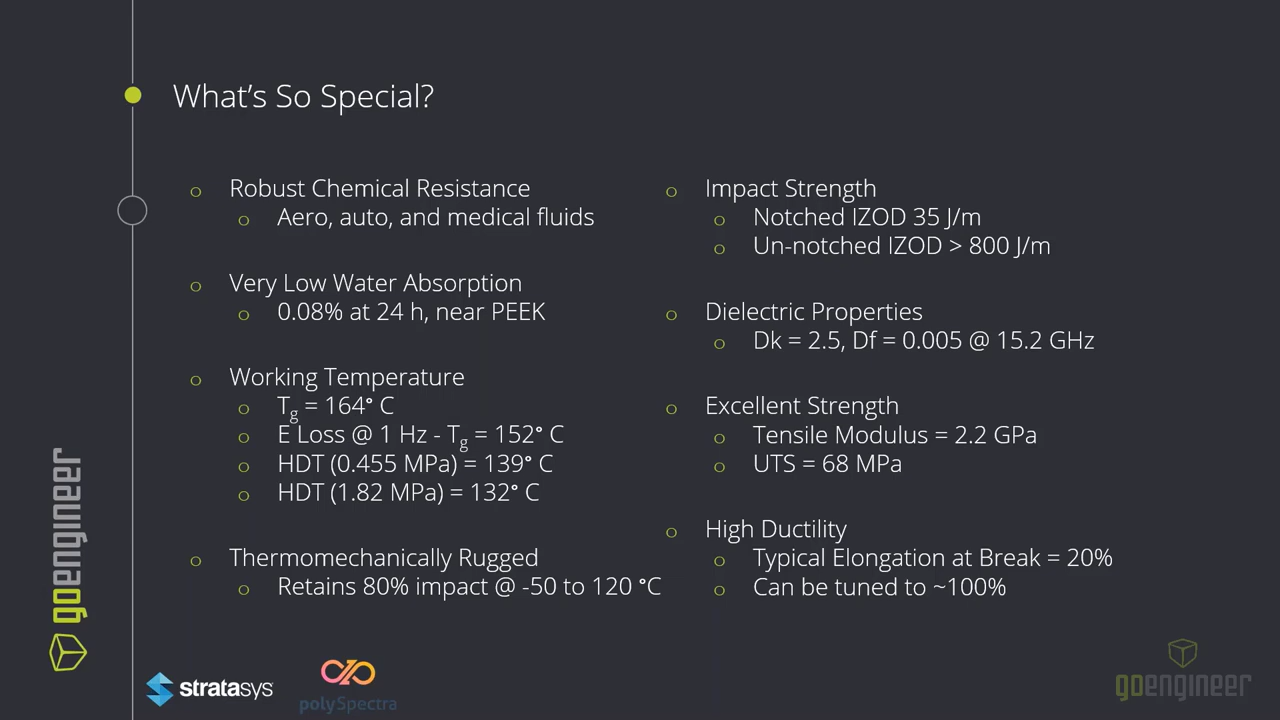 What's So Special?
o Robust Chemical Resistance
o Aero, auto, and medical fluids
o Very Low Water Absorption
o 0.08% at 24 h, near PEEK
o Working Temperature
o Tg = 164° C
o E Loss @ 1 Hz - Tg = 152° C
o HDT (0.455 MPa) = 139° C
o HDT (1.82 MPa) = 132° C
o Thermomechanically Rugged
o Retains 80% impact @ -50 to 120 °C
o Impact Strength
o Notched IZOD 35 J/m
o Un-notched IZOD > 800 J/m
o Dielectric Properties
o Dk = 2.5, Df = 0.005 @ 15.2 GHz
o Excellent Strength
o Tensile Modulus = 2.2 GPa
o UTS = 68 MPa
o High Ductility
o Typical Elongation at Break = 20%
o Can be tuned to ~100%
goengineer
stratasys
polySpectra
goengineer